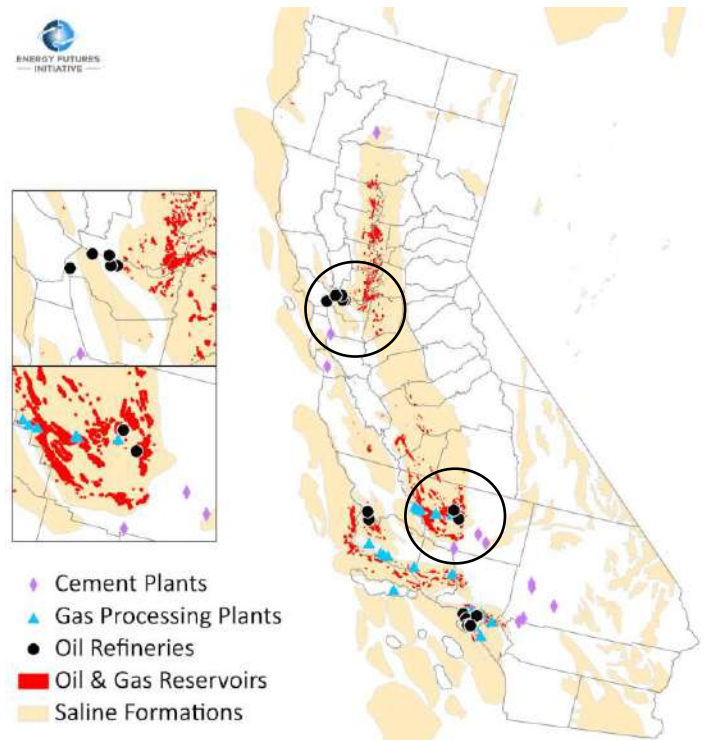 ENERGY FUTURES
INITIATIVE
Cement Plants
Gas Processing Plants
Oil Refineries
Oil & Gas Reservoirs
Saline Formations